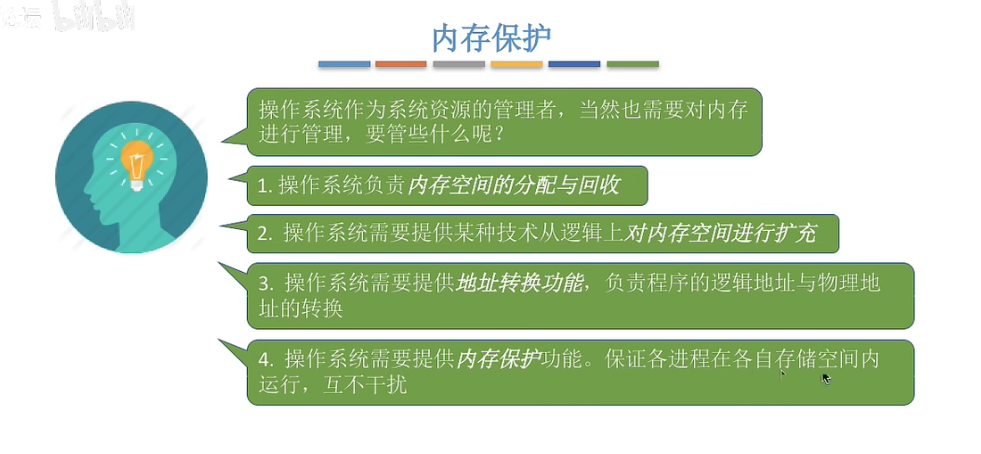 bilibili
内存保护
操作系统作为系统资源的管理者，当然也需要对内存
进行管理，要管些什么呢？
1. 操作系统负责内存空间的分配与回收
2. 操作系统需要提供某种技术从逻辑上对内存空间进行扩充
3. 操作系统需要提供地址转换功能，负责程序的逻辑地址与物理地
址的转换
4. 操作系统需要提供内存保护功能。保证各进程在各自存储空间内
运行，互不干扰